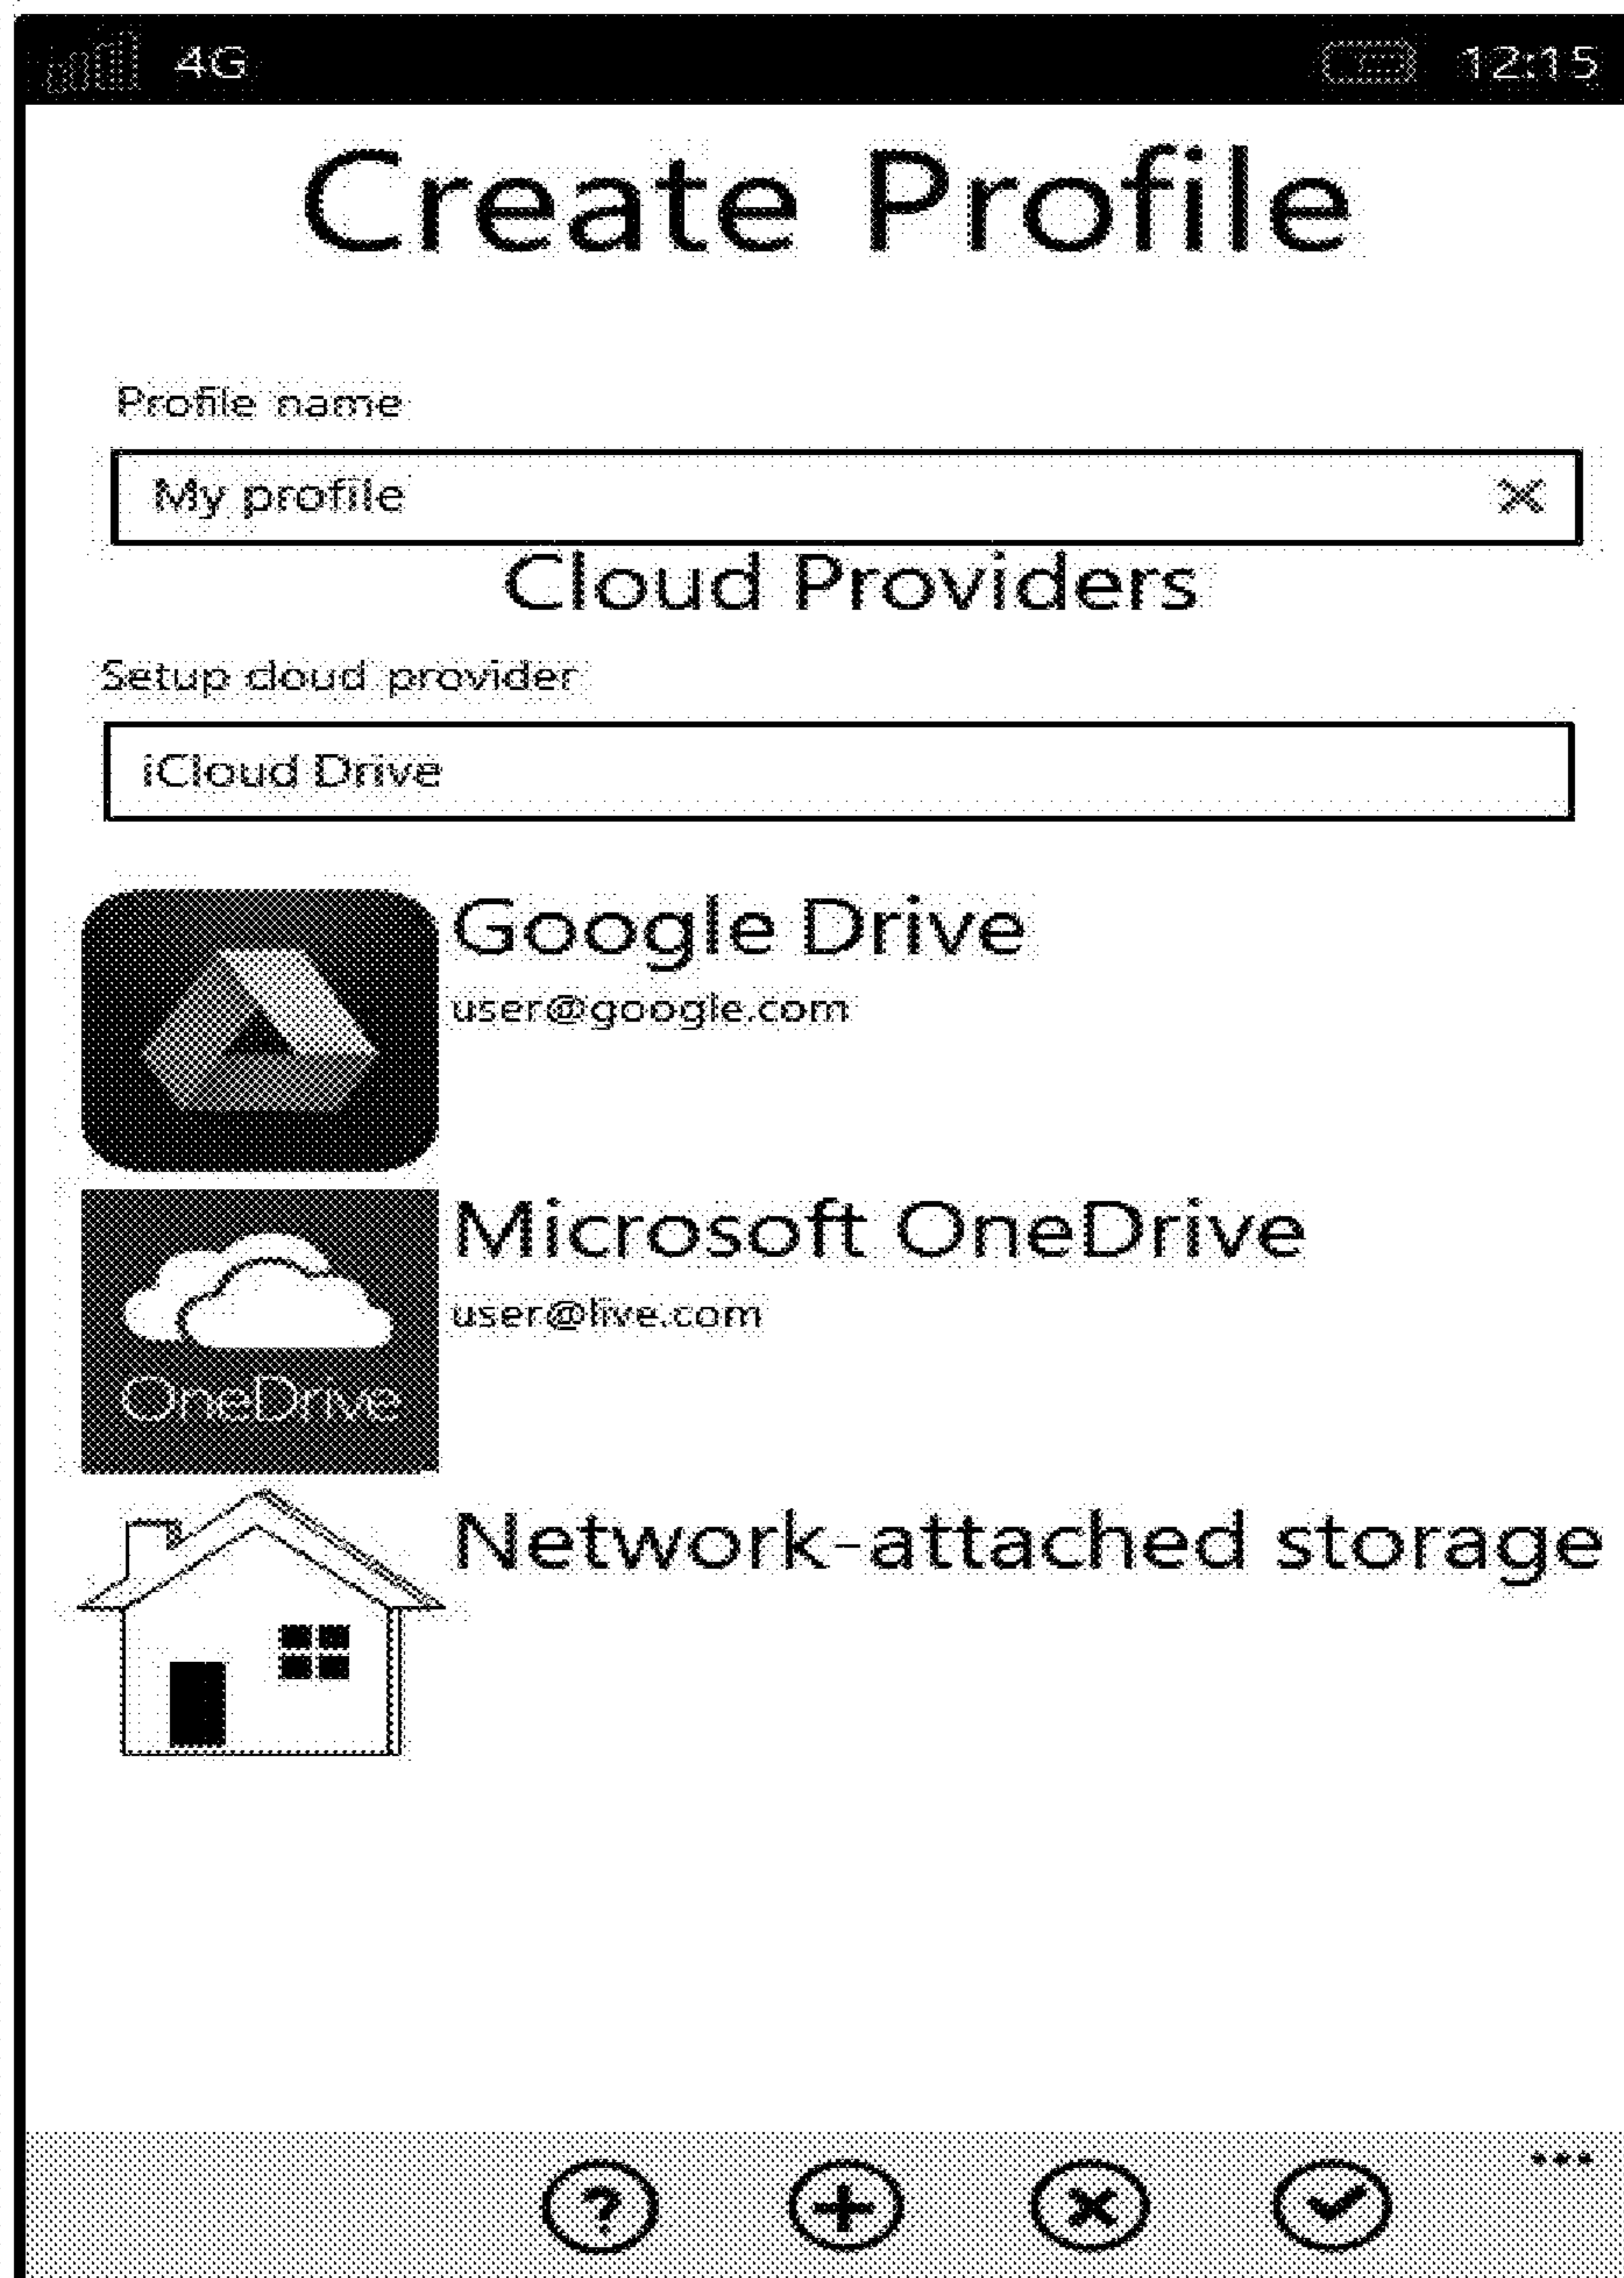 4G 12:15
Create Profile
Profile name
My profile
Cloud Providers
Setup cloud provider
iCloud Drive
Google Drive
user@google.com
Microsoft OneDrive
user@live.com
OneDrive
Network-attached storage